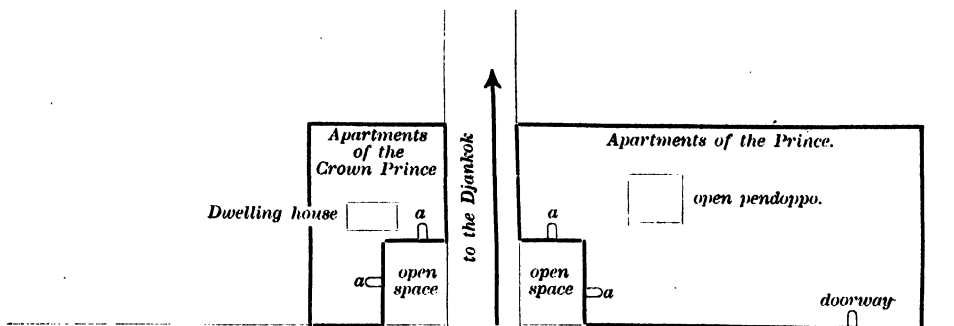 Apartments
of the
Crown Prince
Dwelling house
a
a
open
space
to the Djankok
Apartments of the Prince.
open pendoppo.
a
open
space
a
doorway